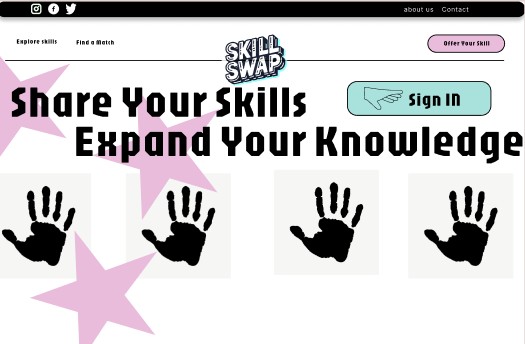 about us Contact
Explore skills Find a Match
SKILL
SWAP
Offer Your Skill
Share Your Skills
Sign IN
Expand Your Knowledge